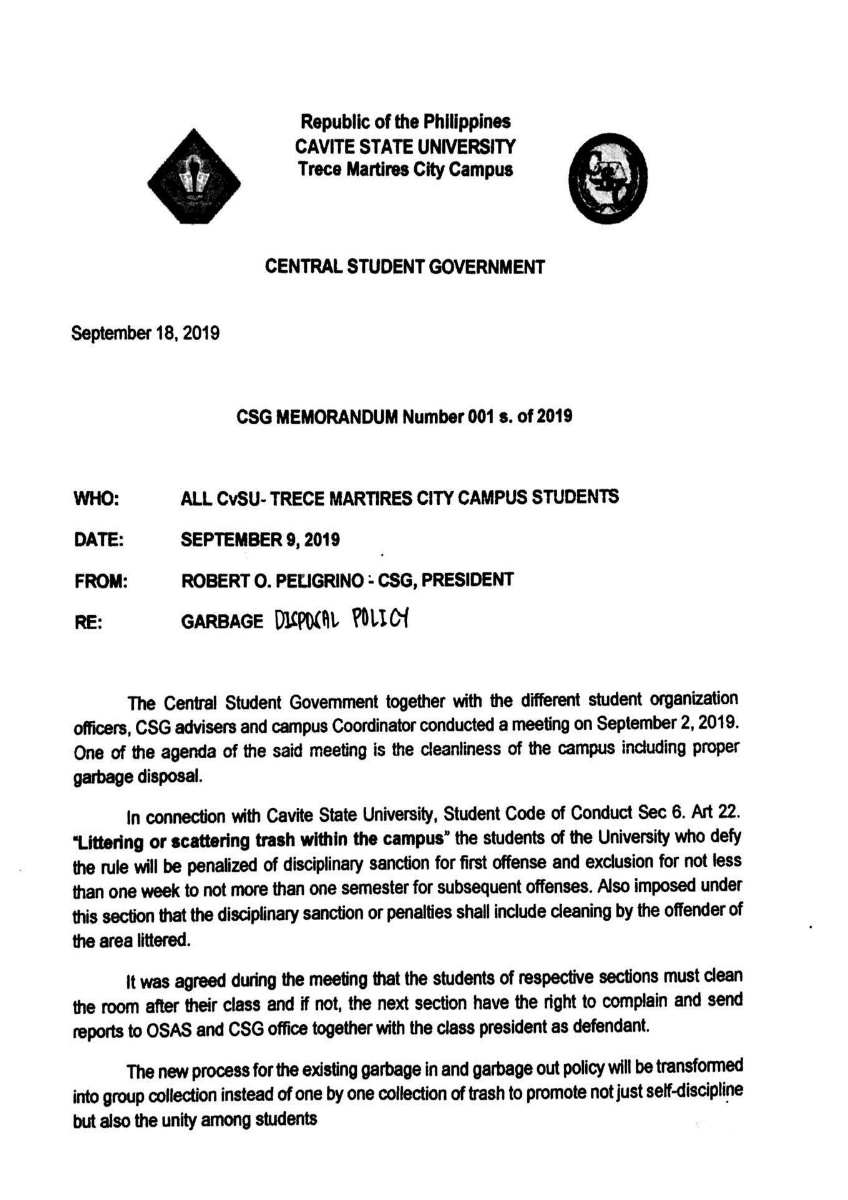 Republic of the Philippines
CAVITE STATE UNIVERSITY
Trece Martires City Campus
CENTRAL STUDENT GOVERNMENT
September 18, 2019
CSG MEMORANDUM Number 001 s. of 2019
WHO: ALL CvSU- TRECE MARTIRES CITY CAMPUS STUDENTS
DATE: SEPTEMBER 9, 2019
FROM: ROBERT O. PELIGRINO - CSG, PRESIDENT
RE: GARBAGE DISPOSAL POLICY
The Central Student Government together with the different student organization
officers, CSG advisers and campus Coordinator conducted a meeting on September 2, 2019.
One of the agenda of the said meeting is the cleanliness of the campus including proper
garbage disposal.
In connection with Cavite State University, Student Code of Conduct Sec 6. Art 22.
"Littering or scattering trash within the campus" the students of the University who defy
the rule will be penalized of disciplinary sanction for first offense and exclusion for not less
than one week to not more than one semester for subsequent offenses. Also imposed under
this section that the disciplinary sanction or penalties shall include cleaning by the offender of
the area littered.
It was agreed during the meeting that the students of respective sections must clean
the room after their class and if not, the next section have the right to complain and send
reports to OSAS and CSG office together with the class president as defendant.
The new process for the existing garbage in and garbage out policy will be transformed
into group collection instead of one by one collection of trash to promote not just self-discipline
but also the unity among students